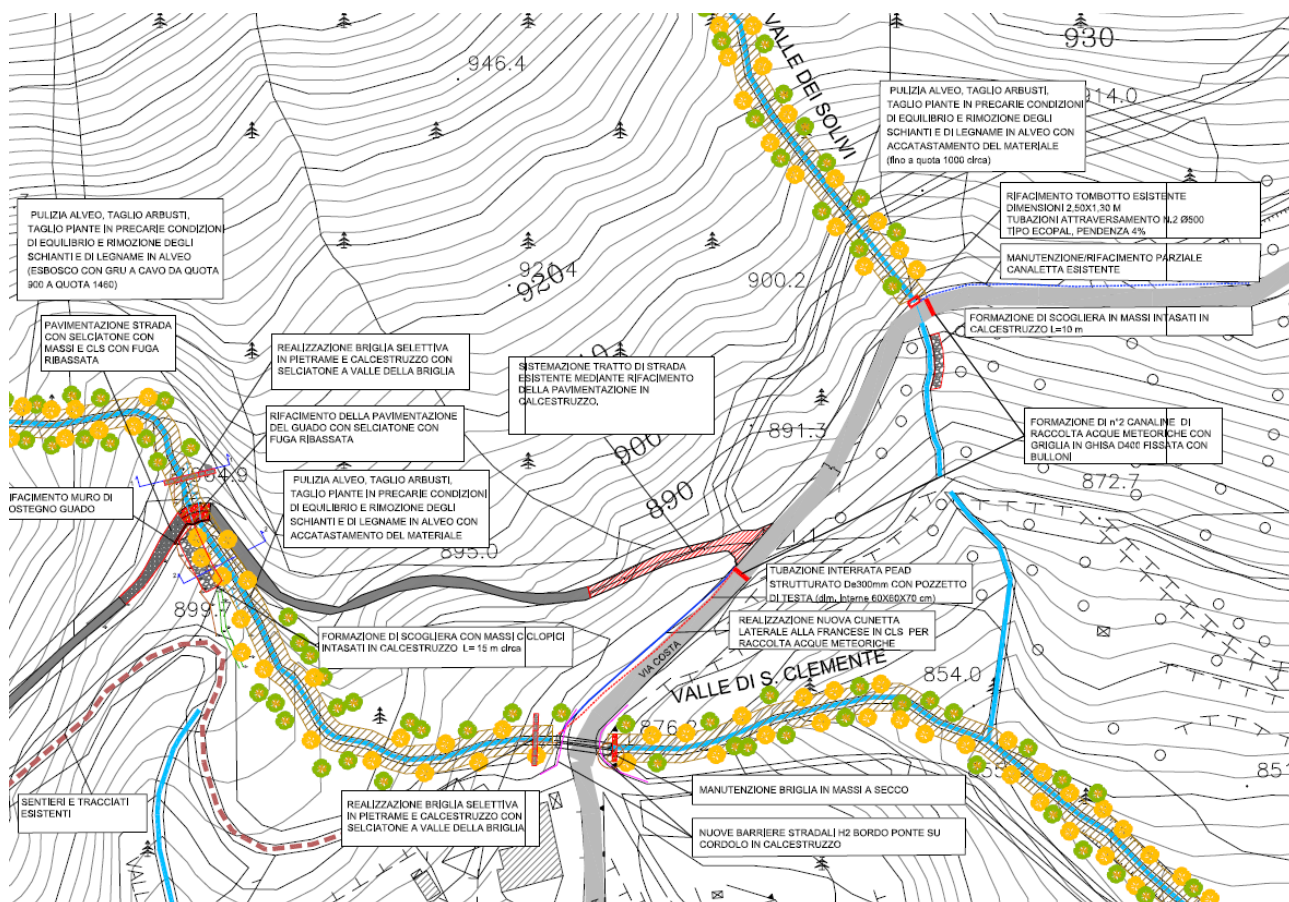 VALLE DEI SOLIVI
930
946.4
914.0
PULIZIA ALVEO, TAGLIO ARBUSTI,
TAGLIO PIANTE IN PRECARIE CONDIZIONI
DI EQUILIBRIO E RIMOZIONE DEGLI
SCHIANTI E DI LEGNAME IN ALVEO CON
ACCATASTAMENTO DEL MATERIALE
(fino a quota 1000 circa)
RIFACIMENTO TOMBOTTO ESISTENTE
DIMENSIONI 2,50X1,30 M
TUBAZIONI ATTRAVERSAMENTO N.2 Ø500
TIPO ECOPAL, PENDENZA 4%
MANUTENZIONE/RIFACIMENTO PARZIALE
CANALETTA ESISTENTE
PULIZIA ALVEO, TAGLIO ARBUSTI,
TAGLIO PIANTE IN PRECARIE CONDIZIONI
DI EQUILIBRIO E RIMOZIONE DEGLI
SCHIANTI E DI LEGNAME IN ALVEO
(ESBOSCO CON GRU A CAVO DA QUOTA
900 A QUOTA 1460)
920
900.2
FORMAZIONE DI SCOGLIERA IN MASSI INTASATI IN
CALCESTRUZZO L=10 m
PAVIMENTAZIONE STRADA
CON SELCIATONE CON
MASSI E CLS CON FUGA
RIBASSATA
REALIZZAZIONE BRIGLIA SELETTIVA
IN PIETRAME E CALCESTRUZZO CON
SELCIATONE A VALLE DELLA BRIGLIA
SISTEMAZIONE TRATTO DI STRADA
ESISTENTE MEDIANTE RIFACIMENTO
DELLA PAVIMENTAZIONE IN
CALCESTRUZZO.
RIFACIMENTO DELLA PAVIMENTAZIONE
DEL GUADO CON SELCIATONE CON
FUGA RIBASSATA
FORMAZIONE DI n°2 CANALINE DI
RACCOLTA ACQUE METEORICHE CON
GRIGLIA IN GHISA D400 FISSATA CON
BULLONI
891.3
900
872.7
890
PULIZIA ALVEO, TAGLIO ARBUSTI,
TAGLIO PIANTE IN PRECARIE CONDIZIONI
DI EQUILIBRIO E RIMOZIONE DEGLI
SCHIANTI E DI LEGNAME IN ALVEO CON
ACCATASTAMENTO DEL MATERIALE
IFACIMENTO MURO DI
OSTEGNO GUADO
895.0
TUBAZIONE INTERRATA PEAD
STRUTTURATO De300mm CON POZZETTO
DI TESTA (dim. interne 60X60X70 cm)
REALIZZAZIONE NUOVA CUNETTA
LATERALE ALLA FRANCESE IN CLS PER
RACCOLTA ACQUE METEORICHE
FORMAZIONE DI SCOGLIERA CON MASSI CICLOPICI
INTASATI IN CALCESTRUZZO L= 15 m circa
VIA COSTA
VALLE DI S. CLEMENTE
854.0
SENTIERI E TRACCIATI
ESISTENTI
REALIZZAZIONE BRIGLIA SELETTIVA
IN PIETRAME E CALCESTRUZZO CON
SELCIATONE A VALLE DELLA BRIGLIA
MANUTENZIONE BRIGLIA IN MASSI A SECCO
NUOVE BARRIERE STRADALI H2 BORDO PONTE SU
CORDOLO IN CALCESTRUZZO